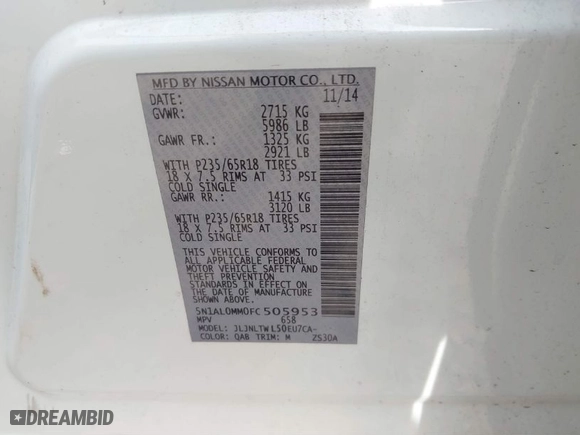 MFD BY NISSAN MOTOR CO., LTD.
DATE: 11/14
GVWR: 2715 KG
5986 LB
GAWR FR.: 1325 KG
2921 LB
WITH P235/65R18 TIRES
18 X 7.5 RIMS AT 33 PSI
COLD SINGLE
GAWR RR.: 1415 KG
3120 LB
WITH P235/65R18 TIRES
18 X 7.5 RIMS AT 33 PSI
COLD SINGLE
THIS VEHICLE CONFORMS TO
ALL APPLICABLE FEDERAL
MOTOR VEHICLE SAFETY AND
THEFT PREVENTION
STANDARDS IN EFFECT ON
THE DATE OF MANUFACTURE
SHOWN ABOVE.
5N1AL0MM0FC505953
MPV 658
MODEL: JLJNLTWL50EU7CA-
COLOR: QAB TRIM: M ZS30A
DREAMBID